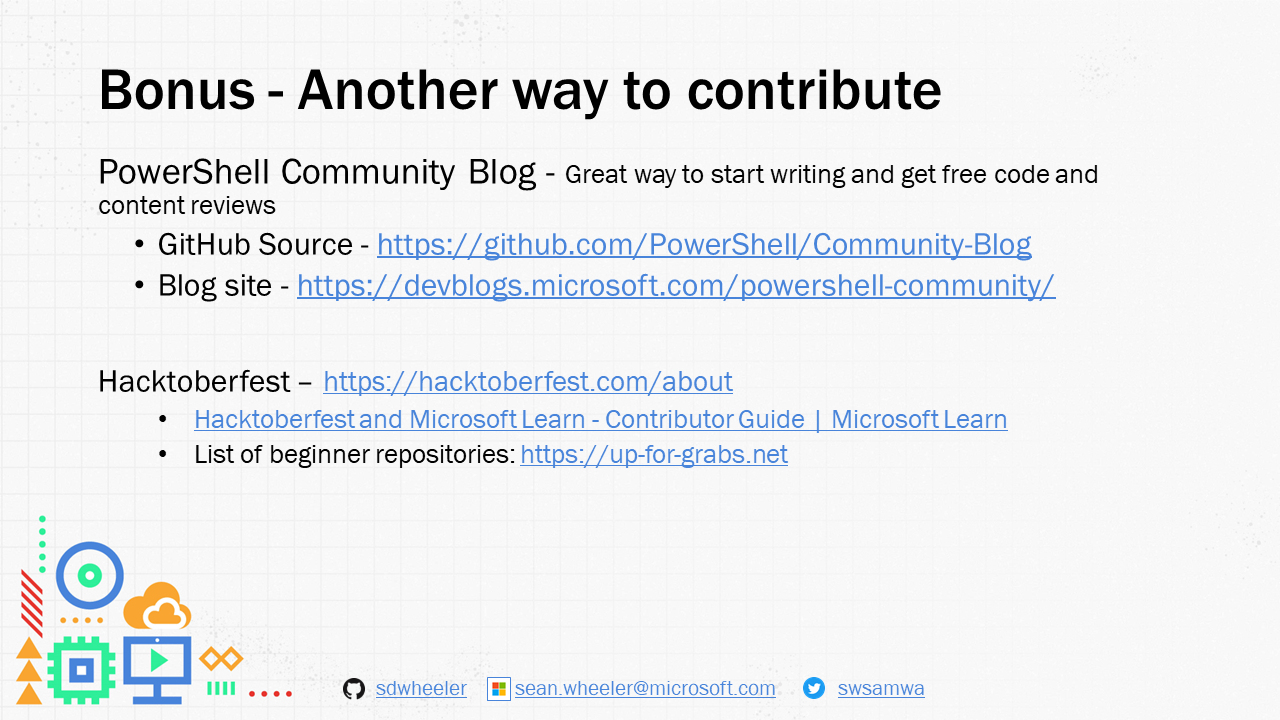 Bonus - Another way to contribute
PowerShell Community Blog - Great way to start writing and get free code and
content reviews
• GitHub Source - https://github.com/PowerShell/Community-Blog
• Blog site - https://devblogs.microsoft.com/powershell-community/
Hacktoberfest – https://hacktoberfest.com/about
• Hacktoberfest and Microsoft Learn - Contributor Guide | Microsoft Learn
• List of beginner repositories: https://up-for-grabs.net
sdwheeler sean.wheeler@microsoft.com swsamwa